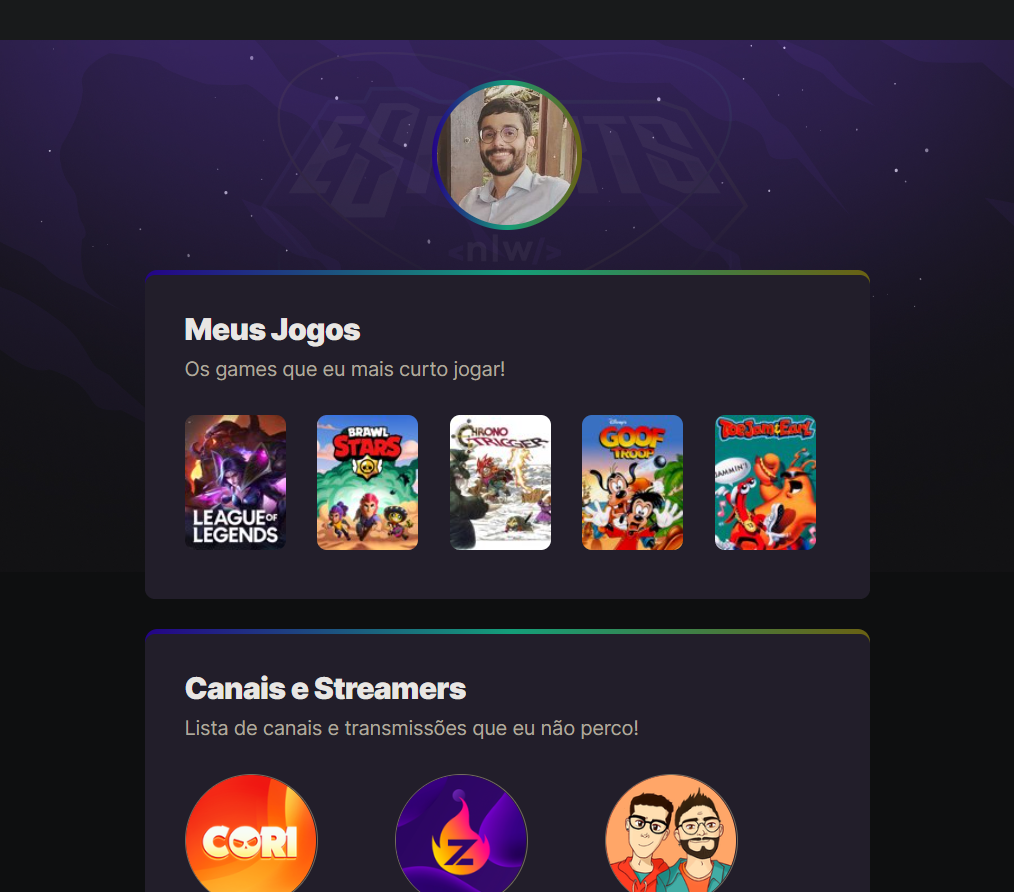 ESPORTS
<nlw/>
Meus Jogos
Os games que eu mais curto jogar!
LEAGUE OF
LEGENDS
BRAWL
STARS
CHRONO
TRIGGER
Disney's
GOOF
TROOP
ToeJam & Earl
JAMMIN'!
Canais e Streamers
Lista de canais e transmissões que eu não perco!
CORI
Z